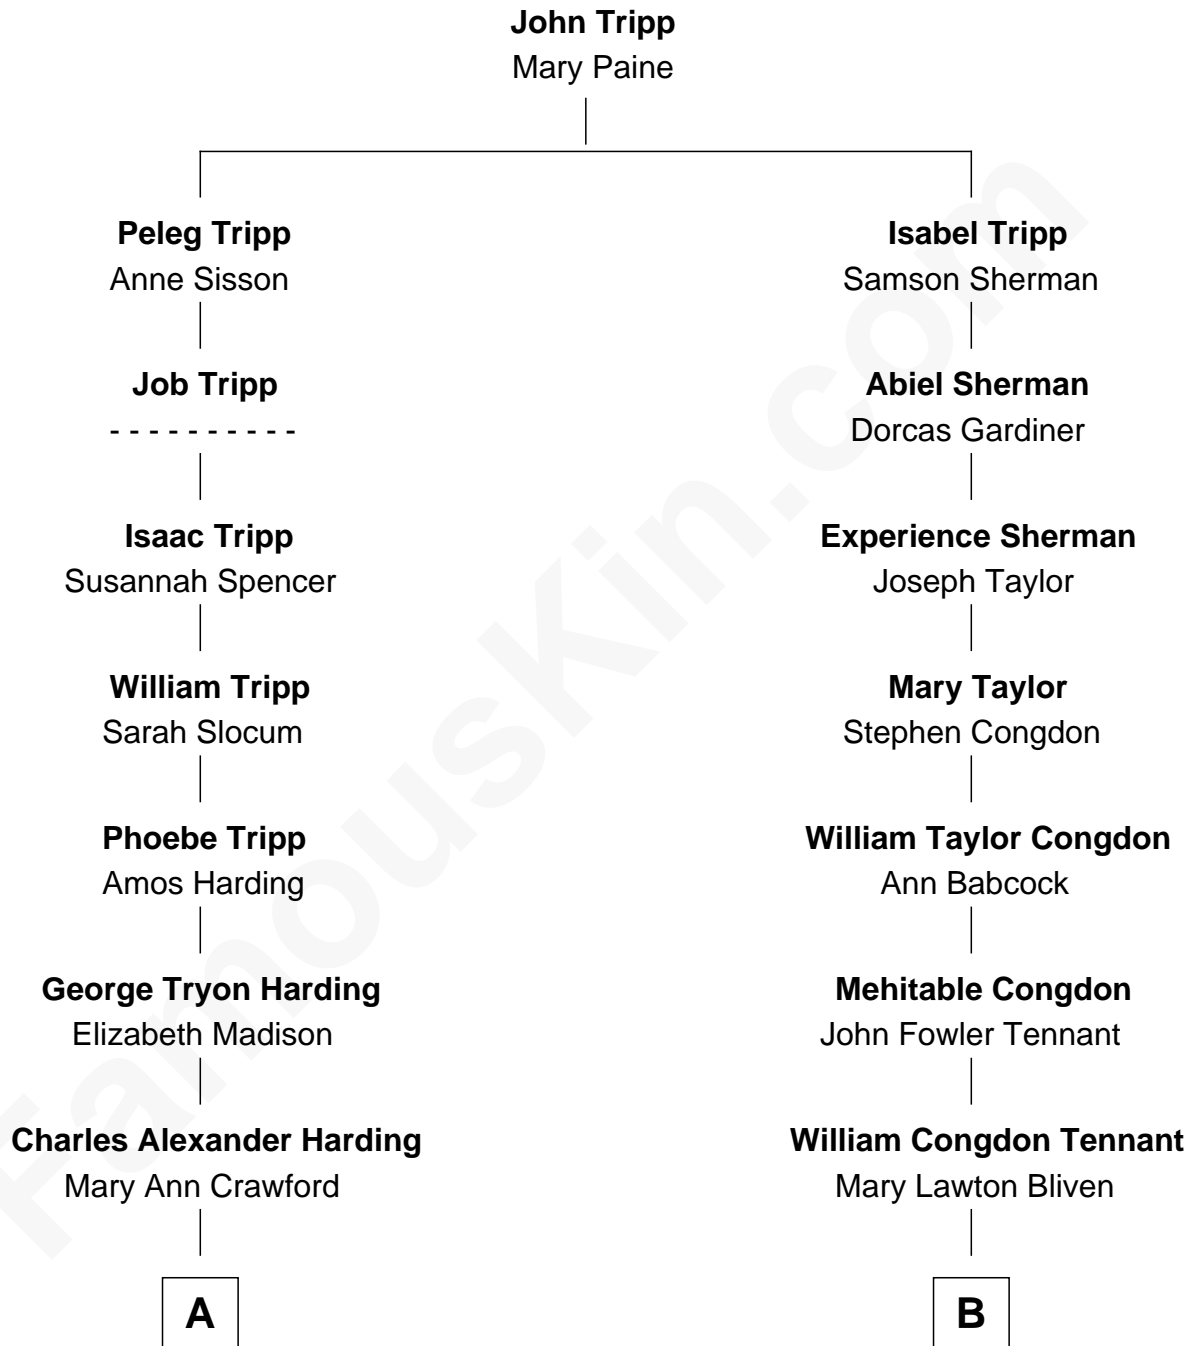 John Tripp
Mary Paine
Peleg Tripp
Anne Sisson
Isabel Tripp
Samson Sherman
Job Tripp
- - - - - - - - - -
Abiel Sherman
Dorcas Gardiner
Isaac Tripp
Susannah Spencer
Experience Sherman
Joseph Taylor
William Tripp
Sarah Slocum
Mary Taylor
Stephen Congdon
Phoebe Tripp
Amos Harding
William Taylor Congdon
Ann Babcock
George Tryon Harding
Elizabeth Madison
Mehitable Congdon
John Fowler Tennant
Charles Alexander Harding
Mary Ann Crawford
William Congdon Tennant
Mary Lawton Bliven
A
B
FamousKin.com